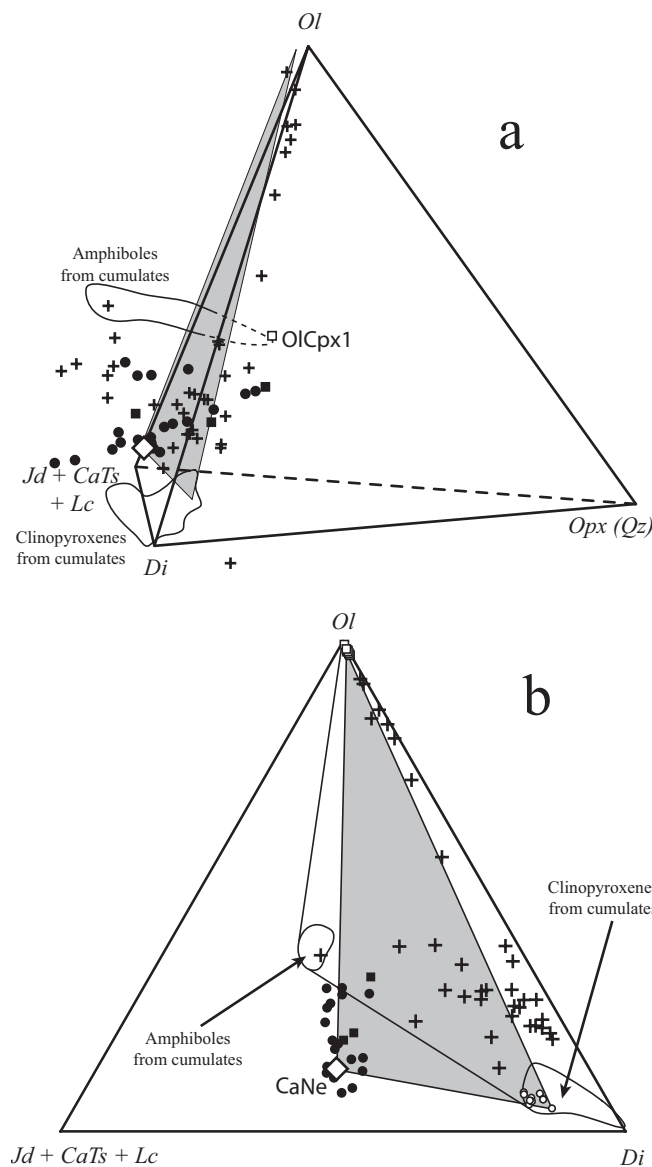 Ol
a
Amphiboles
from cumulates
OlCpx1
Jd + CaTs
+ Lc
Opx (Qz)
Clinopyroxenes
from cumulates
Di
Ol
b
Clinopyroxene
from cumulate
Amphiboles
from cumulates
CaNe
Jd + CaTs + Lc
Di